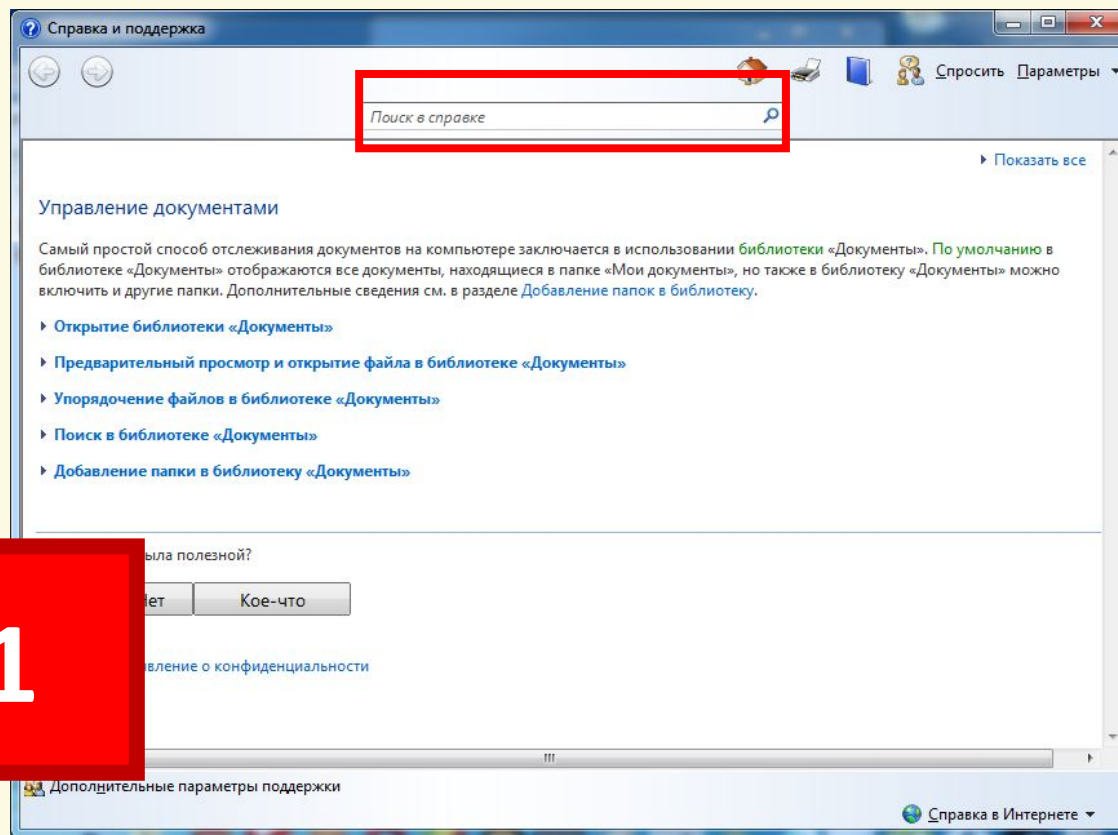 Справка и поддержка
Спросить Параметры
Поиск в справке
Показать все
Управление документами
Самый простой способ отслеживания документов на компьютере заключается в использовании библиотеки «Документы». По умолчанию в
библиотеке «Документы» отображаются все документы, находящиеся в папке «Мои документы», но также в библиотеку «Документы» можно
включить и другие папки. Дополнительные сведения см. в разделе Добавление папок в библиотеку.
Открытие библиотеки «Документы»
Предварительный просмотр и открытие файла в библиотеке «Документы»
Упорядочение файлов в библиотеке «Документы»
Поиск в библиотеке «Документы»
Добавление папки в библиотеку «Документы»
полезной?
Кое-что
1
о конфиденциальности
Дополнительные параметры поддержки
Справка в Интернете